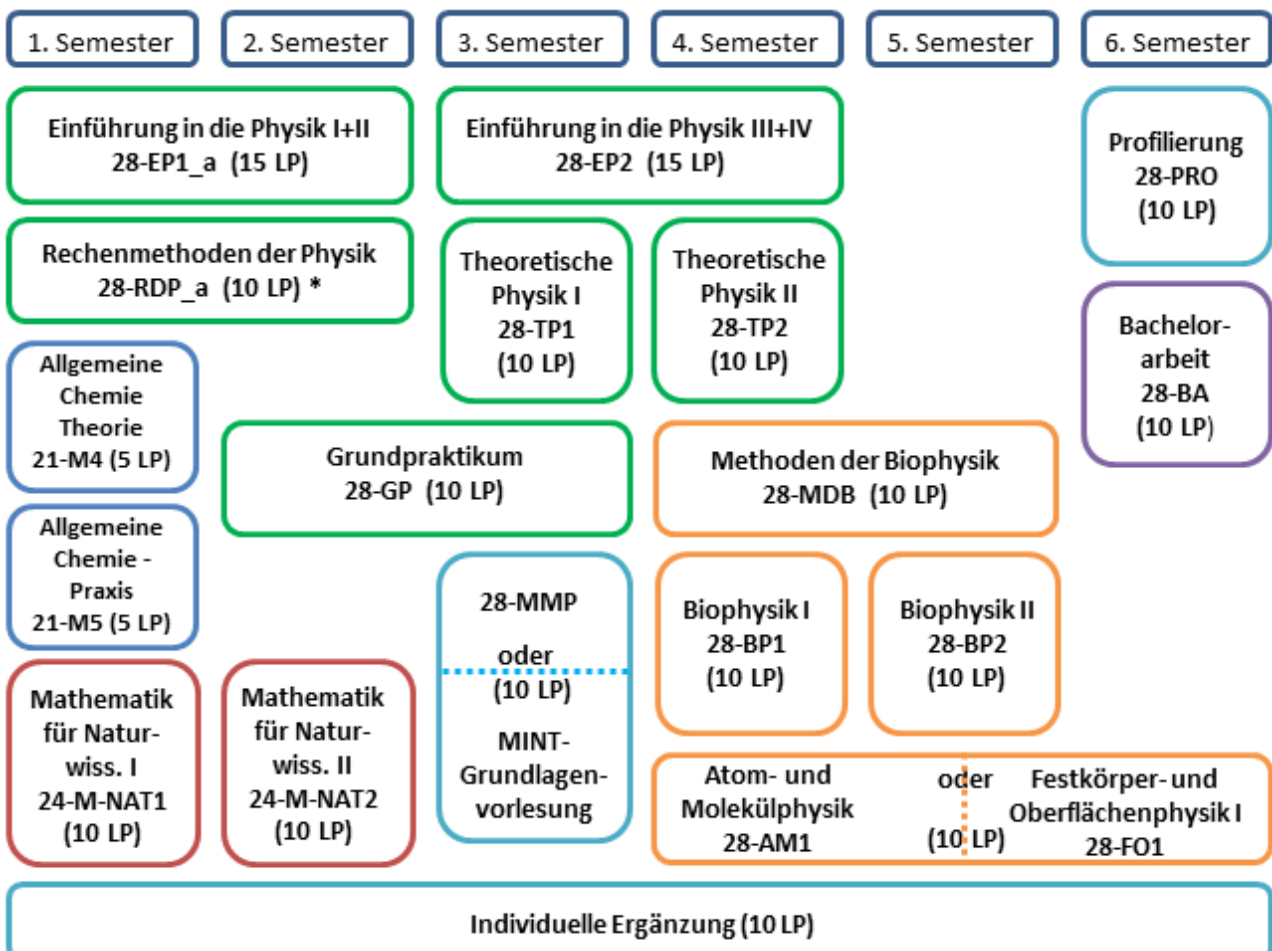 1. Semester
2. Semester
3. Semester
4. Semester
5. Semester
6. Semester
Einführung in die Physik I+II
28-EP1_a (15 LP)
Einführung in die Physik III+IV
28-EP2 (15 LP)
Profilierung
28-PRO
(10 LP)
Rechenmethoden der Physik
28-RDP_a (10 LP) *
Theoretische
Physik I
28-TP1
(10 LP)
Theoretische
Physik II
28-TP2
(10 LP)
Bachelor-
arbeit
28-BA
(10 LP)
Allgemeine
Chemie
Theorie
21-M4 (5 LP)
Grundpraktikum
28-GP (10 LP)
Methoden der Biophysik
28-MDB (10 LP)
Allgemeine
Chemie -
Praxis
21-M5 (5 LP)
28-MMP
oder
(10 LP)
MINT-
Grundlagen-
vorlesung
Biophysik I
28-BP1
(10 LP)
Biophysik II
28-BP2
(10 LP)
Mathematik
für Natur-
wiss. I
24-M-NAT1
(10 LP)
Mathematik
für Natur-
wiss. II
24-M-NAT2
(10 LP)
Atom- und
Molekülphysik
28-AM1
oder
(10 LP)
Festkörper- und
Oberflächenphysik I
28-FO1
Individuelle Ergänzung (10 LP)